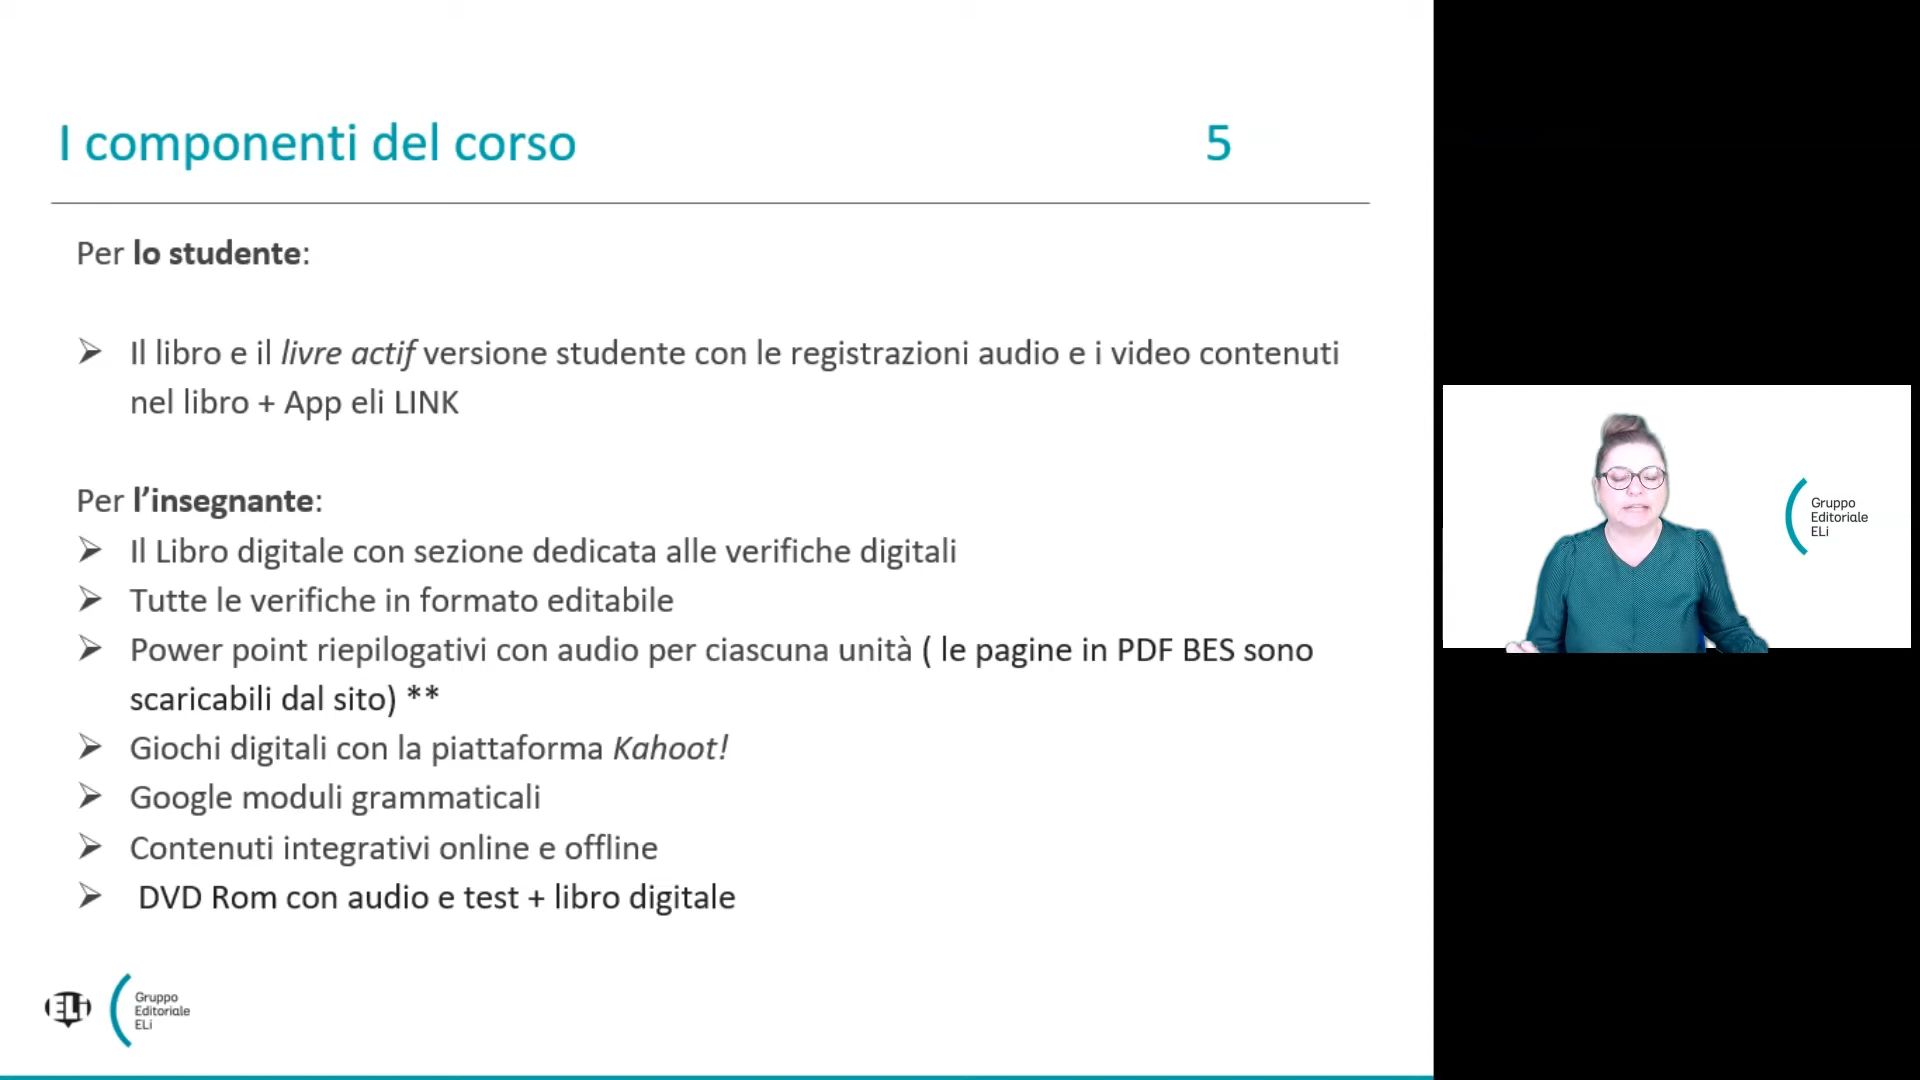 I componenti del corso 5
Per lo studente:
➢ Il libro e il livre actif versione studente con le registrazioni audio e i video contenuti
nel libro + App eli LINK
Per l’insegnante:
➢ Il Libro digitale con sezione dedicata alle verifiche digitali
➢ Tutte le verifiche in formato editabile
➢ Power point riepilogativi con audio per ciascuna unità ( le pagine in PDF BES sono
scaricabili dal sito) **
➢ Giochi digitali con la piattaforma Kahoot!
➢ Google moduli grammaticali
➢ Contenuti integrativi online e offline
➢ DVD Rom con audio e test + libro digitale
ELi
Gruppo
Editoriale
ELi
Gruppo
Editoriale
ELi